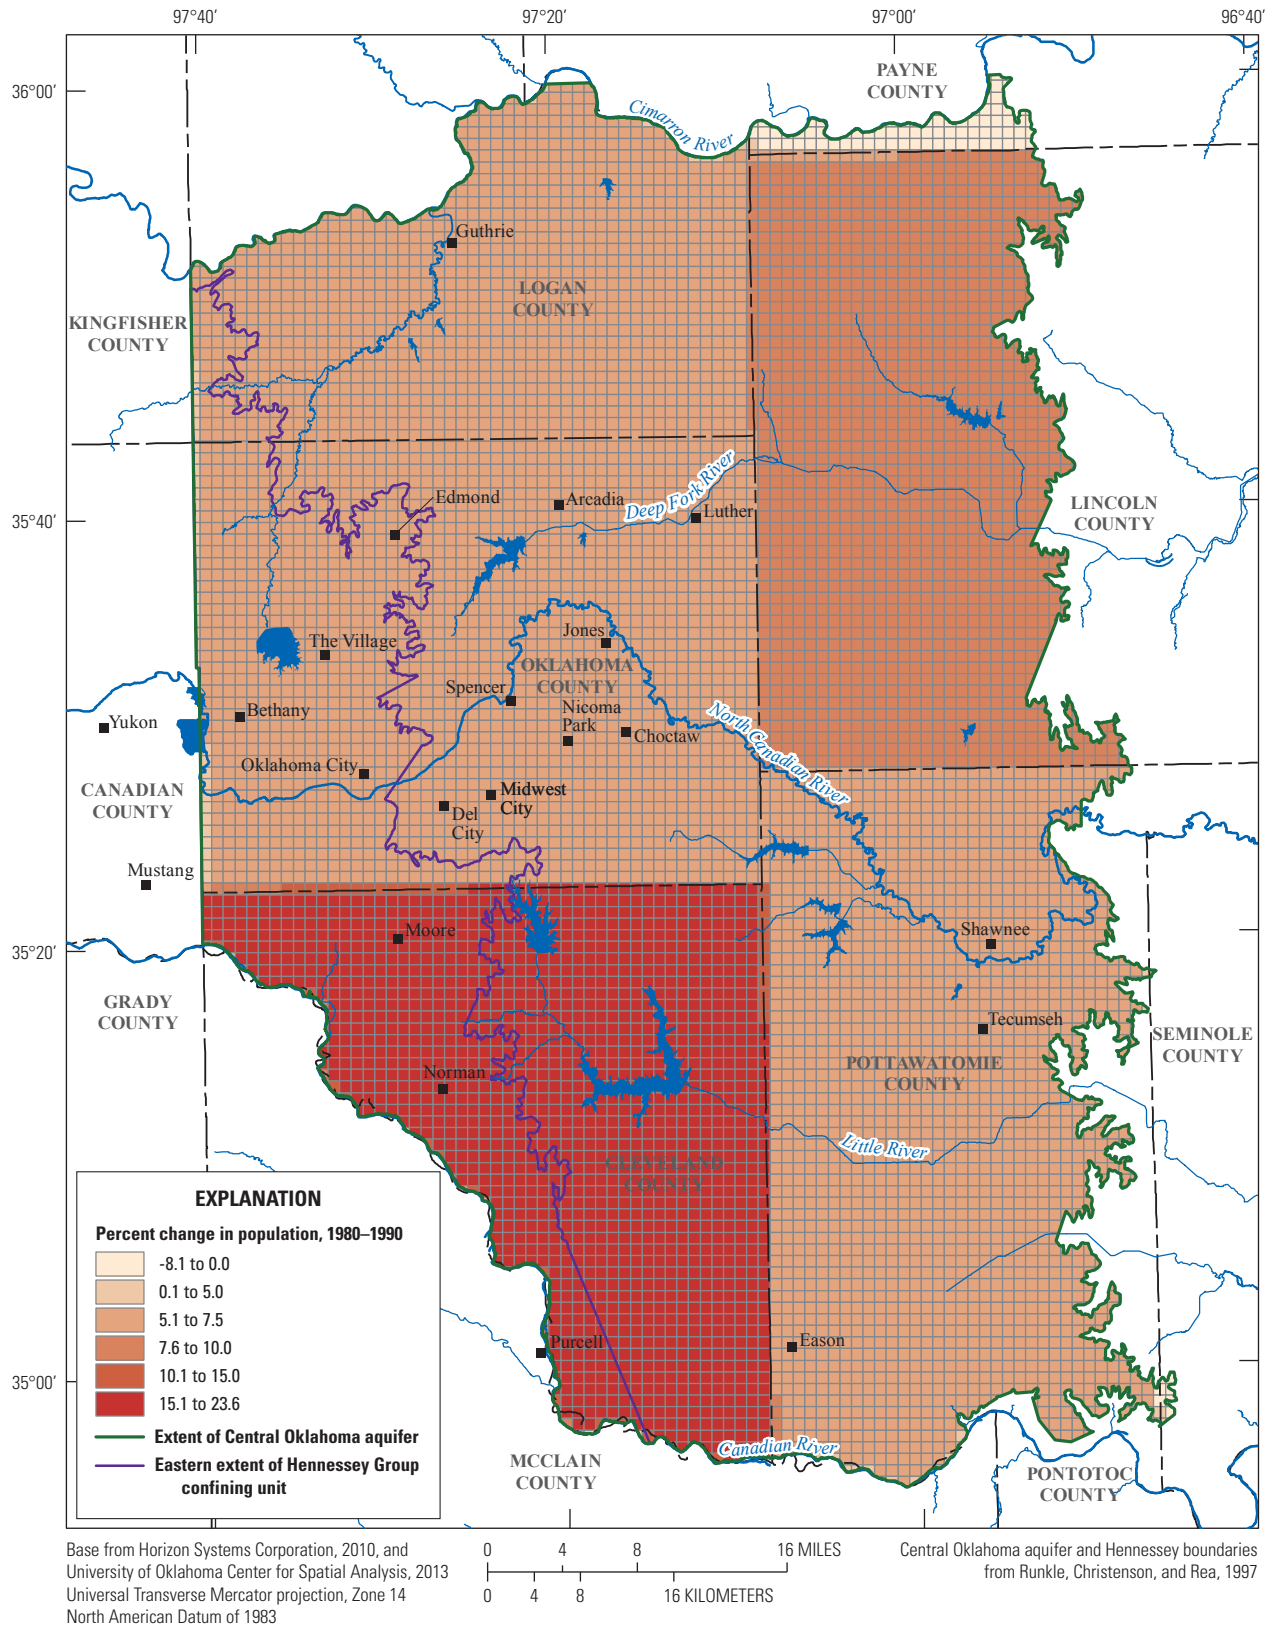 97°40′
97°20′
97°00′
96°40′
PAYNE
COUNTY
36°00′
Cimarron River
Guthrie
LOGAN
COUNTY
KINGFISHER
COUNTY
Edmond
Arcadia
Deep Fork River
Luther
LINCOLN
COUNTY
35°40′
Jones
The Village
OKLAHOMA
COUNTY
Spencer
Nicoma
Park
Bethany
Yukon
Choctaw
North Canadian River
Oklahoma City
CANADIAN
COUNTY
Midwest
City
Del
City
Mustang
Moore
Shawnee
35°20′
GRADY
COUNTY
Tecumseh
SEMINOLE
COUNTY
POTTAWATOMIE
COUNTY
Norman
Little River
CLEVELAND
COUNTY
EXPLANATION
Percent change in population, 1980–1990
-8.1 to 0.0
0.1 to 5.0
5.1 to 7.5
7.6 to 10.0
10.1 to 15.0
15.1 to 23.6
Extent of Central Oklahoma aquifer
Eastern extent of Hennessey Group
confining unit
Purcell
Eason
35°00′
Canadian River
MCCLAIN
COUNTY
PONTOTOC
COUNTY
Base from Horizon Systems Corporation, 2010, and
University of Oklahoma Center for Spatial Analysis, 2013
Universal Transverse Mercator projection, Zone 14
North American Datum of 1983
0 4 8 16 MILES
0 4 8 16 KILOMETERS
Central Oklahoma aquifer and Hennessey boundaries
from Runkle, Christenson, and Rea, 1997